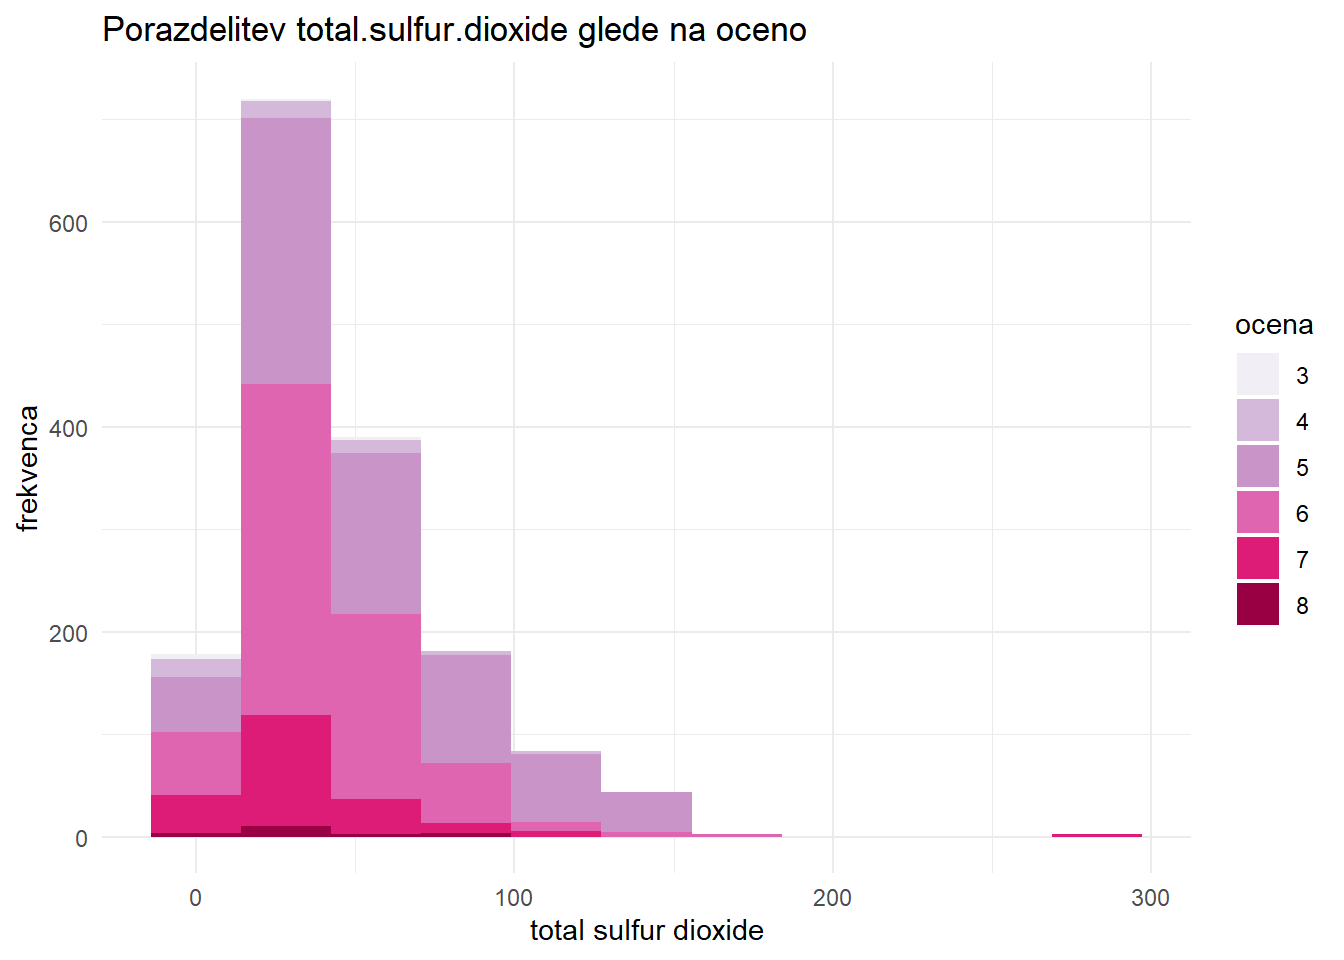 Porazdelitev total.sulfur.dioxide glede na oceno
frekvenca
600
400
200
0
0 100 200 300
total sulfur dioxide
ocena
3
4
5
6
7
8